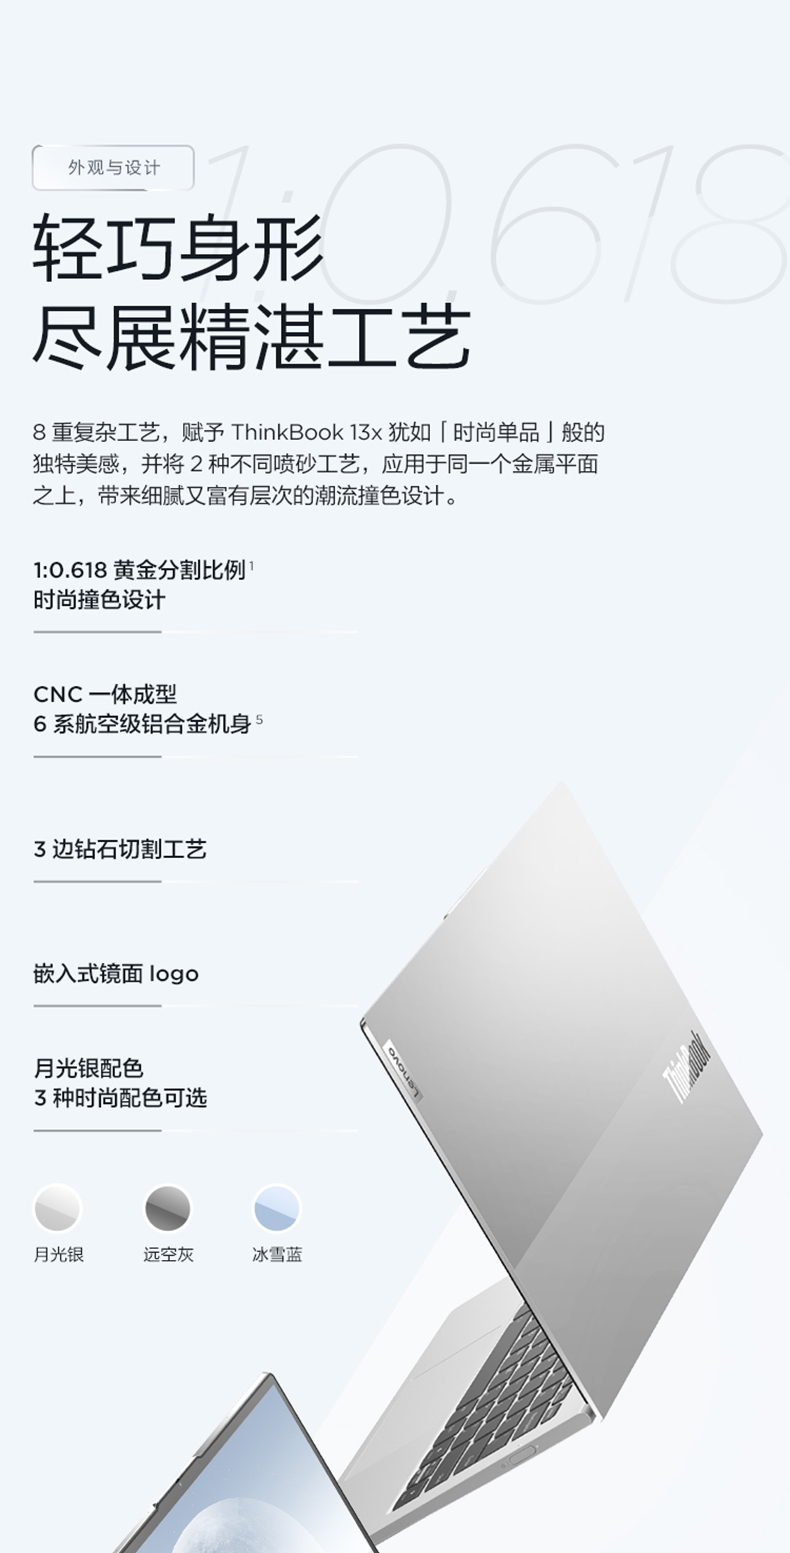 1:0.618
外观与设计
轻巧身形
尽展精湛工艺
8 重复杂工艺，赋予 ThinkBook 13x 犹如「时尚单品」般的
独特美感，并将 2 种不同喷砂工艺，应用于同一个金属平面
之上，带来细腻又富有层次的潮流撞色设计。
1:0.618 黄金分割比例1
时尚撞色设计
CNC 一体成型
6 系航空级铝合金机身5
3 边钻石切割工艺
嵌入式镜面 logo
月光银配色
3 种时尚配色可选
月光银
远空灰
冰雪蓝
Lenovo
ThinkBook